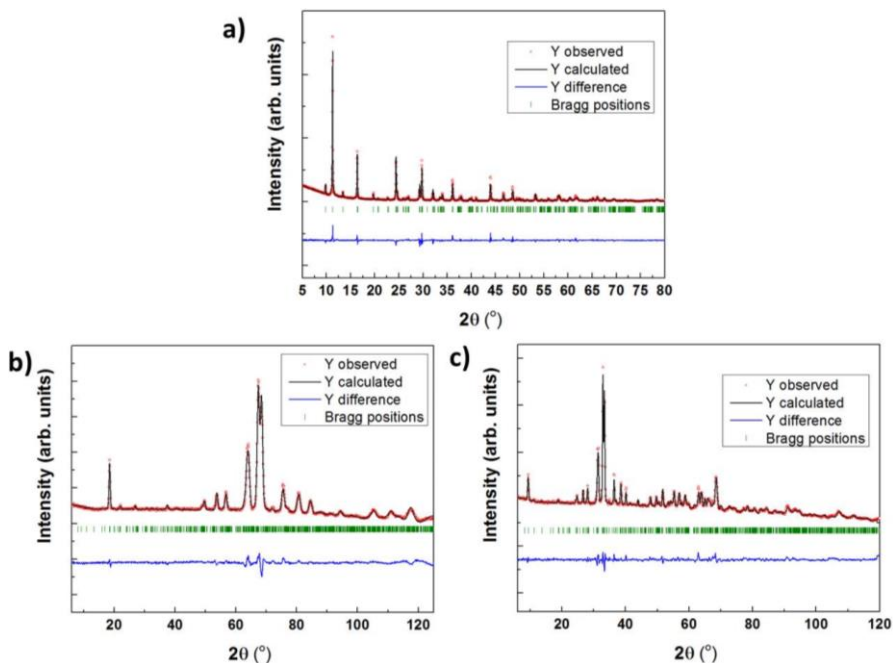 a)
Intensity (arb. units)
Y observed
Y calculated
Y difference
Bragg positions
5 10 15 20 25 30 35 40 45 50 55 60 65 70 75 80
2θ (°)
b)
Intensity (arb. units)
Y observed
Y calculated
Y difference
Bragg positions
20 40 60 80 100 120
2θ (°)
c)
Intensity (arb. units)
Y observed
Y calculated
Y difference
Bragg positions
20 40 60 80 100 120
2θ (°)